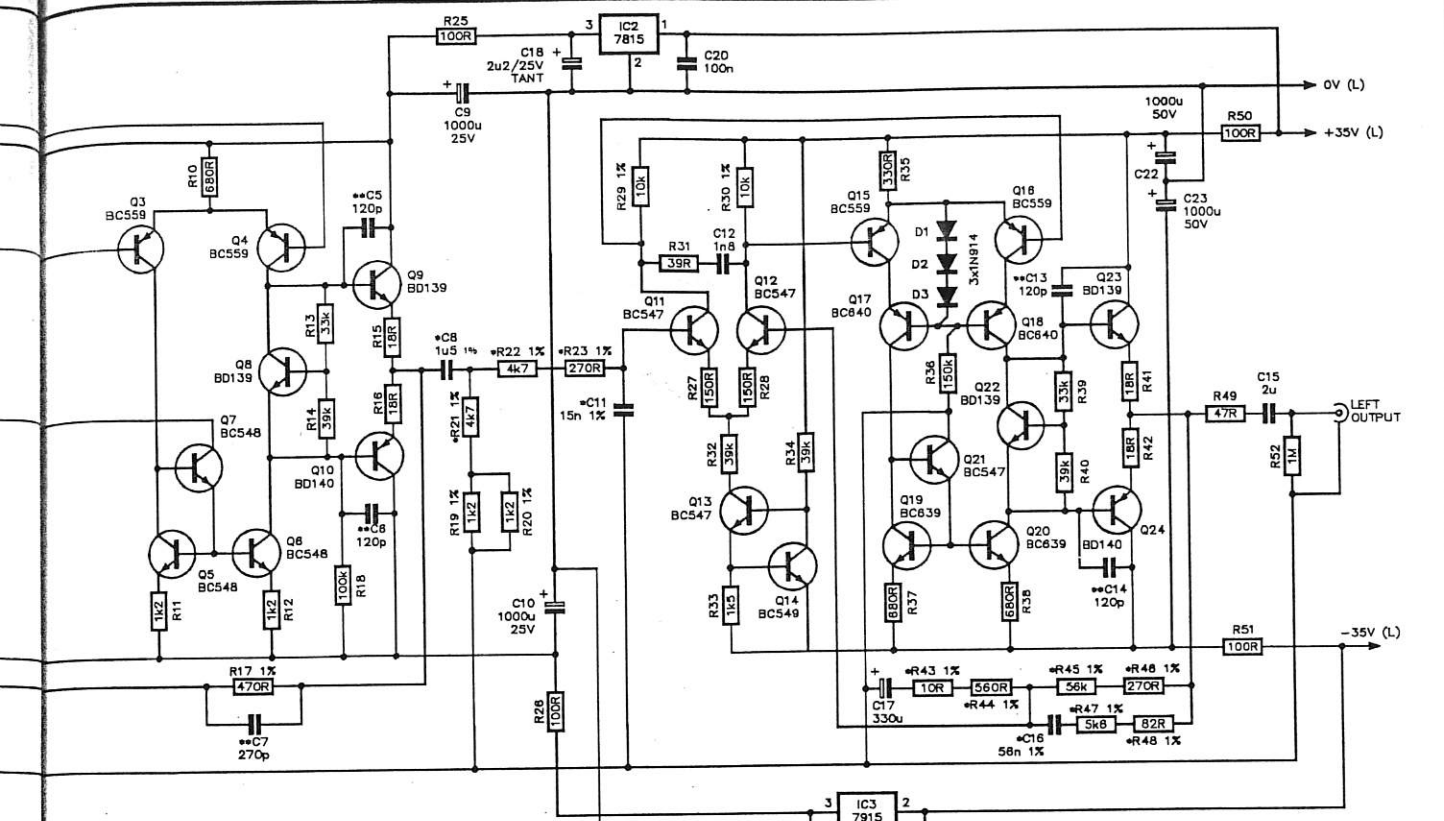 R25
100R
3
IC2
7815
1
2
C18 +
2u2/25V
TANT
C20
100n
+
C9
1000u
25V
0V (L)
1000u
50V
R50
100R
+35V (L)
+
C22
+
C23
1000u
50V
R10
680R
Q3
BC559
Q4
BC559
**C5
120p
Q9
BD139
R13
33k
R15
18R
Q8
BD139
R14
39k
R16
18R
Q7
BC548
Q10
BD140
**C6
120p
Q5
BC548
Q6
BC548
R11
1k2
R12
1k2
R18
100k
R17 1%
470R
**C7
270p
*C8
1u5 1%
*R22 1%
4k7
*R23 1%
270R
*R21 1%
4k7
R19 1%
1k2
R20 1%
1k2
*C11
15n 1%
+
C10
1000u
25V
R26
100R
R29 1%
10k
R30 1%
10k
R31
39R
C12
1n8
Q11
BC547
Q12
BC547
R27
150R
R28
150R
R32
39k
R34
39k
Q13
BC547
Q14
BC549
R33
1k5
R35
330R
Q15
BC559
Q16
BC559
D1
D2
D3
3x1N914
Q17
BC640
Q18
BC640
**C13
120p
Q23
BD139
R36
150k
Q22
BD139
R39
33k
R41
18R
R40
39k
R42
18R
Q21
BC547
Q19
BC639
Q20
BC639
BD140
Q24
**C14
120p
R37
680R
R38
680R
R49
47R
C15
2u
LEFT
OUTPUT
R52
1M
R51
100R
-35V (L)
+
C17
330u
*R43 1%
10R
560R
*R44 1%
*R45 1%
56k
*R46 1%
270R
*C16
56n 1%
*R47 1%
5k6
82R
*R48 1%
3
IC3
7915
2